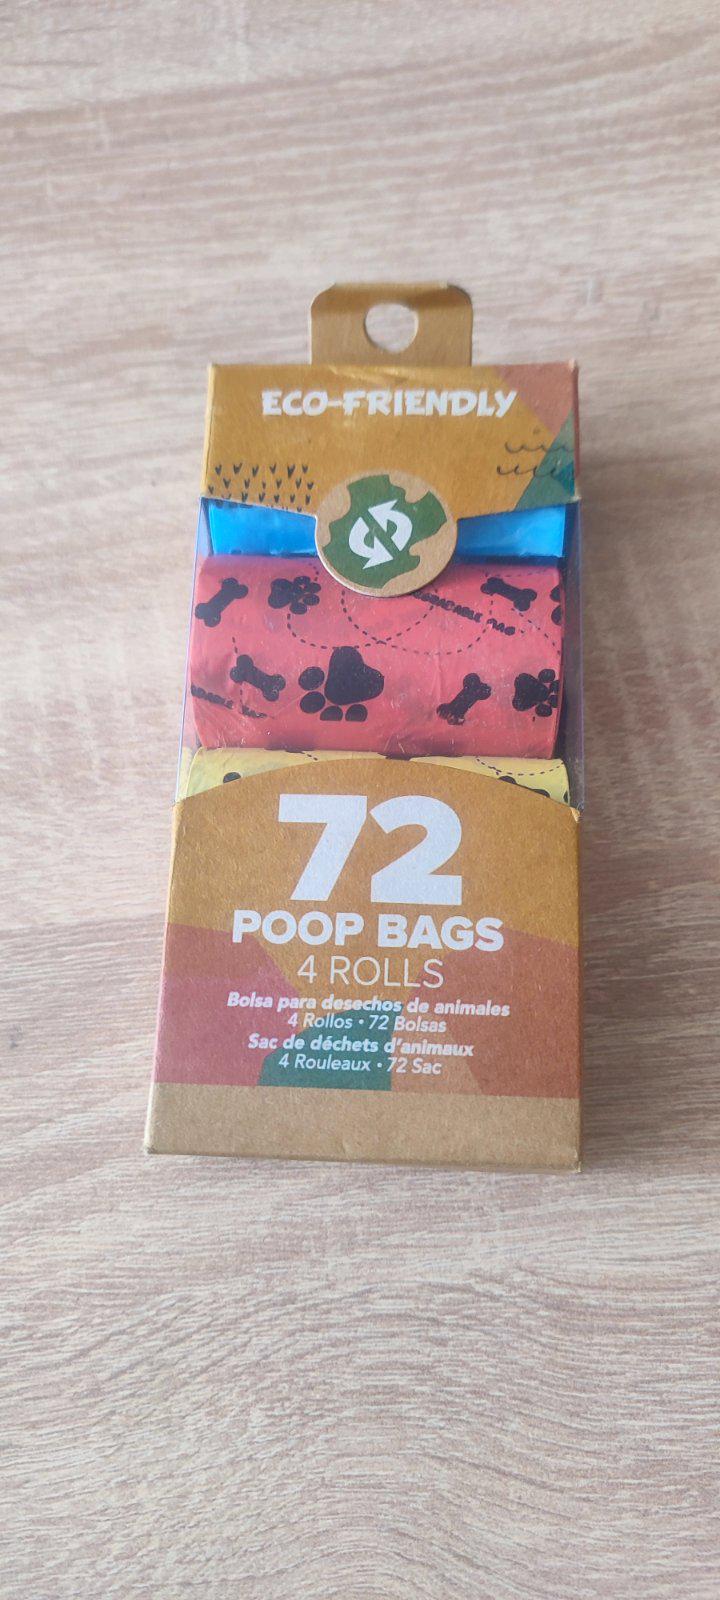 ECO-FRIENDLY
72
POOP BAGS
4 ROLLS
Bolsa para desechos de animales
4 Rollos • 72 Bolsas
Sac de déchets d'animaux
4 Rouleaux • 72 Sac